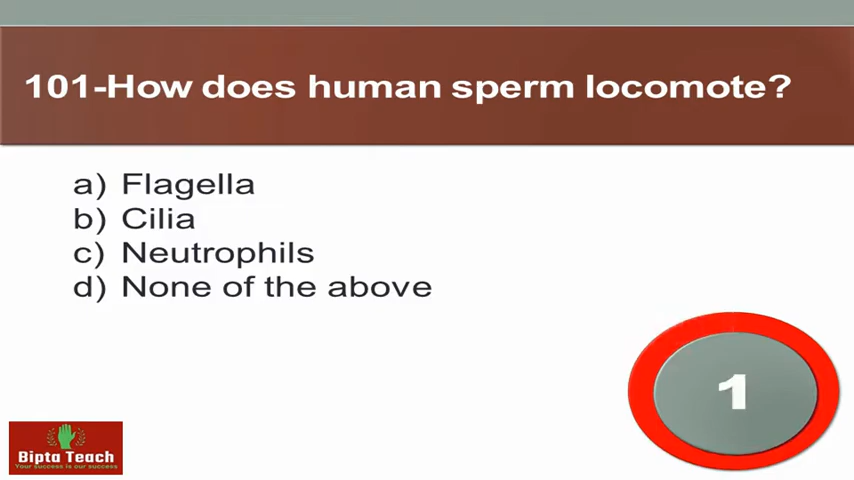 101-How does human sperm locomote?
a) Flagella
b) Cilia
c) Neutrophils
d) None of the above
1
Bipta Teach
Your success is our success